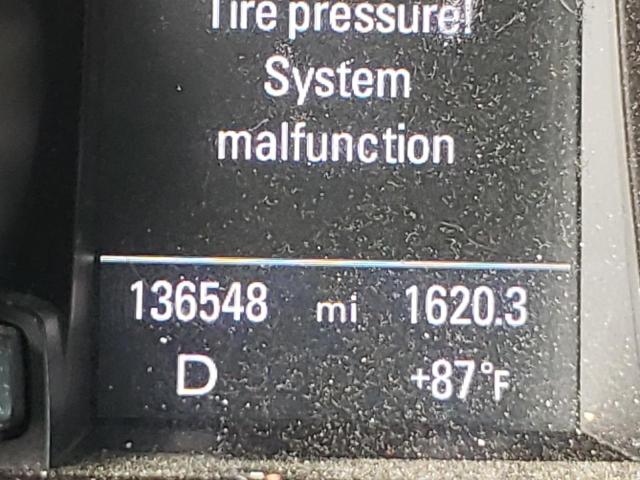 Tire pressure!
System
malfunction
136548 mi 1620.3
D +87°F